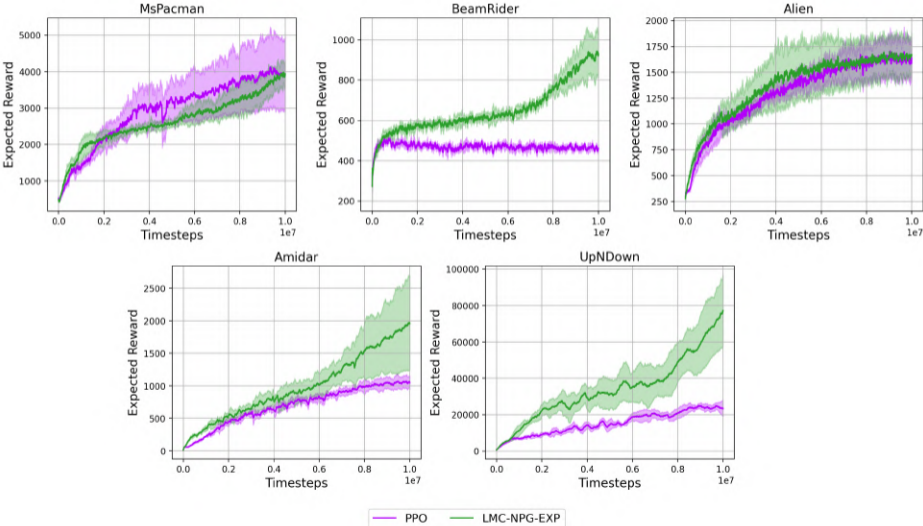 MsPacman
BeamRider
Alien
Expected Reward
5000
4000
3000
2000
1000
0.0 0.2 0.4 0.6 0.8 1.0
1e7
Timesteps
Expected Reward
1000
800
600
400
200
0.0 0.2 0.4 0.6 0.8 1.0
1e7
Timesteps
Expected Reward
2000
1750
1500
1250
1000
750
500
250
0.0 0.2 0.4 0.6 0.8 1.0
1e7
Timesteps
Amidar
UpNDown
Expected Reward
2500
2000
1500
1000
500
0
0.0 0.2 0.4 0.6 0.8 1.0
1e7
Timesteps
Expected Reward
100000
80000
60000
40000
20000
0
0.0 0.2 0.4 0.6 0.8 1.0
1e7
Timesteps
PPO LMC-NPG-EXP